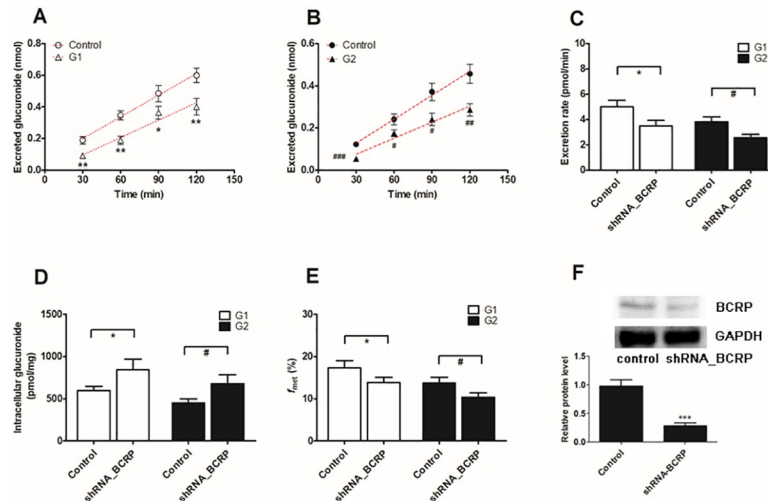 A
Excreted glucuronide (nmol)
0.8
0.6
0.4
0.2
0.0
Control
G1
**
**
*
**
0 30 60 90 120 150
Time (min)
B
Excreted glucuronide (nmol)
0.8
0.6
0.4
0.2
0.0
Control
G2
###
#
#
##
0 30 60 90 120 150
Time (min)
C
Excretion rate (pmol/min)
10
8
6
4
2
0
G1
G2
*
#
Control
shRNA_BCRP
Control
shRNA_BCRP
D
Intracellular glucuronide
(pmol/mg)
1500
1000
500
0
G1
G2
*
#
Control
shRNA_BCRP
Control
shRNA_BCRP
E
fmet (%)
30
20
10
0
G1
G2
*
#
Control
shRNA_BCRP
Control
shRNA_BCRP
F
BCRP
GAPDH
control shRNA_BCRP
Relative protein level
1.5
1.0
0.5
0.0
***
Control
shRNA-BCRP